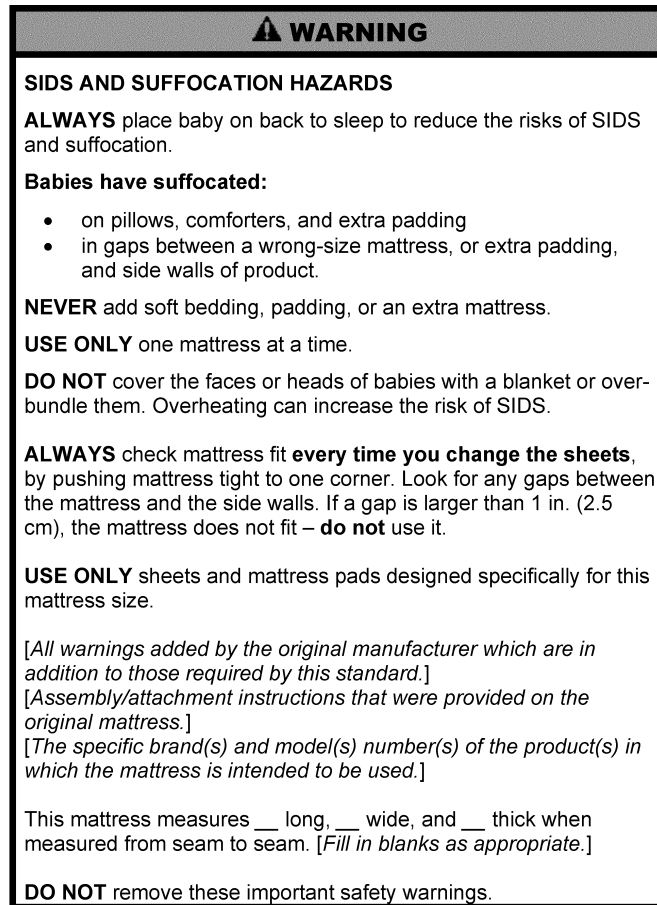 ⚠ WARNING
SIDS AND SUFFOCATION HAZARDS
ALWAYS place baby on back to sleep to reduce the risks of SIDS
and suffocation.
Babies have suffocated:
• on pillows, comforters, and extra padding
• in gaps between a wrong-size mattress, or extra padding,
and side walls of product.
NEVER add soft bedding, padding, or an extra mattress.
USE ONLY one mattress at a time.
DO NOT cover the faces or heads of babies with a blanket or over-
bundle them. Overheating can increase the risk of SIDS.
ALWAYS check mattress fit every time you change the sheets,
by pushing mattress tight to one corner. Look for any gaps between
the mattress and the side walls. If a gap is larger than 1 in. (2.5
cm), the mattress does not fit – do not use it.
USE ONLY sheets and mattress pads designed specifically for this
mattress size.
[All warnings added by the original manufacturer which are in
addition to those required by this standard.]
[Assembly/attachment instructions that were provided on the
original mattress.]
[The specific brand(s) and model(s) number(s) of the product(s) in
which the mattress is intended to be used.]
This mattress measures __ long, __ wide, and __ thick when
measured from seam to seam. [Fill in blanks as appropriate.]
DO NOT remove these important safety warnings.